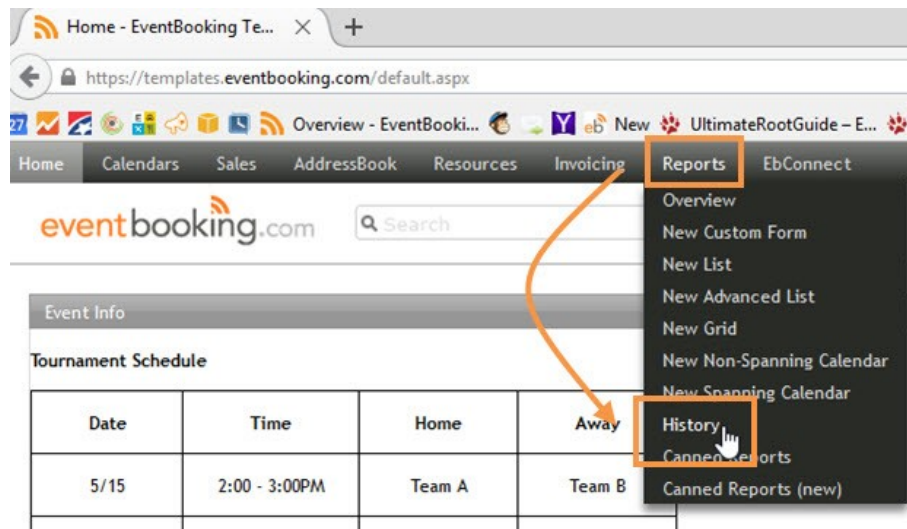 Home - EventBooking Te...
https://templates.eventbooking.com/default.aspx
27 Overview - EventBooki... Y eb New UltimateRootGuide – E...
Home Calendars Sales AddressBook Resources Invoicing Reports EbConnect
eventbooking.com Search
Overview
New Custom Form
New List
New Advanced List
New Grid
New Non-Spanning Calendar
New Spanning Calendar
History
Canned Reports
Canned Reports (new)
Event Info
Tournament Schedule
Date Time Home Away
5/15 2:00 - 3:00PM Team A Team B